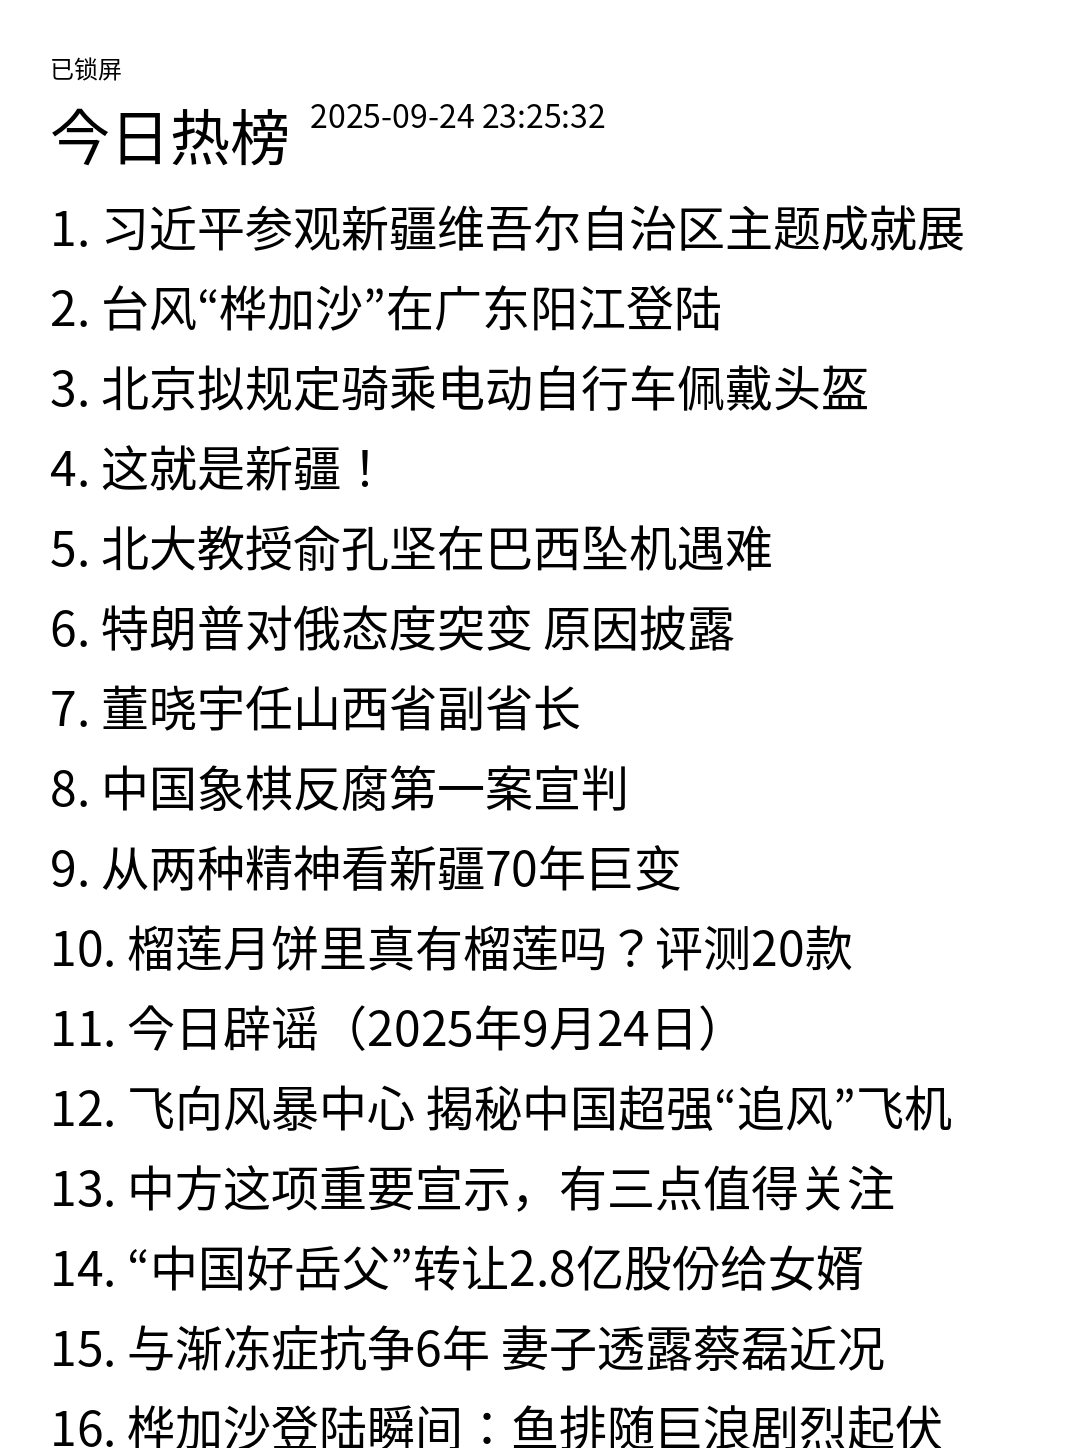 已锁屏
今日热榜 2025-09-24 23:25:32
1. 习近平参观新疆维吾尔自治区主题成就展
2. 台风“桦加沙”在广东阳江登陆
3. 北京拟规定骑乘电动自行车佩戴头盔
4. 这就是新疆！
5. 北大教授俞孔坚在巴西坠机遇难
6. 特朗普对俄态度突变 原因披露
7. 董晓宇任山西省副省长
8. 中国象棋反腐第一案宣判
9. 从两种精神看新疆70年巨变
10. 榴莲月饼里真有榴莲吗？评测20款
11. 今日辟谣（2025年9月24日）
12. 飞向风暴中心 揭秘中国超强“追风”飞机
13. 中方这项重要宣示，有三点值得关注
14. “中国好岳父”转让2.8亿股份给女婿
15. 与渐冻症抗争6年 妻子透露蔡磊近况
16. 桦加沙登陆瞬间：鱼排随巨浪剧烈起伏